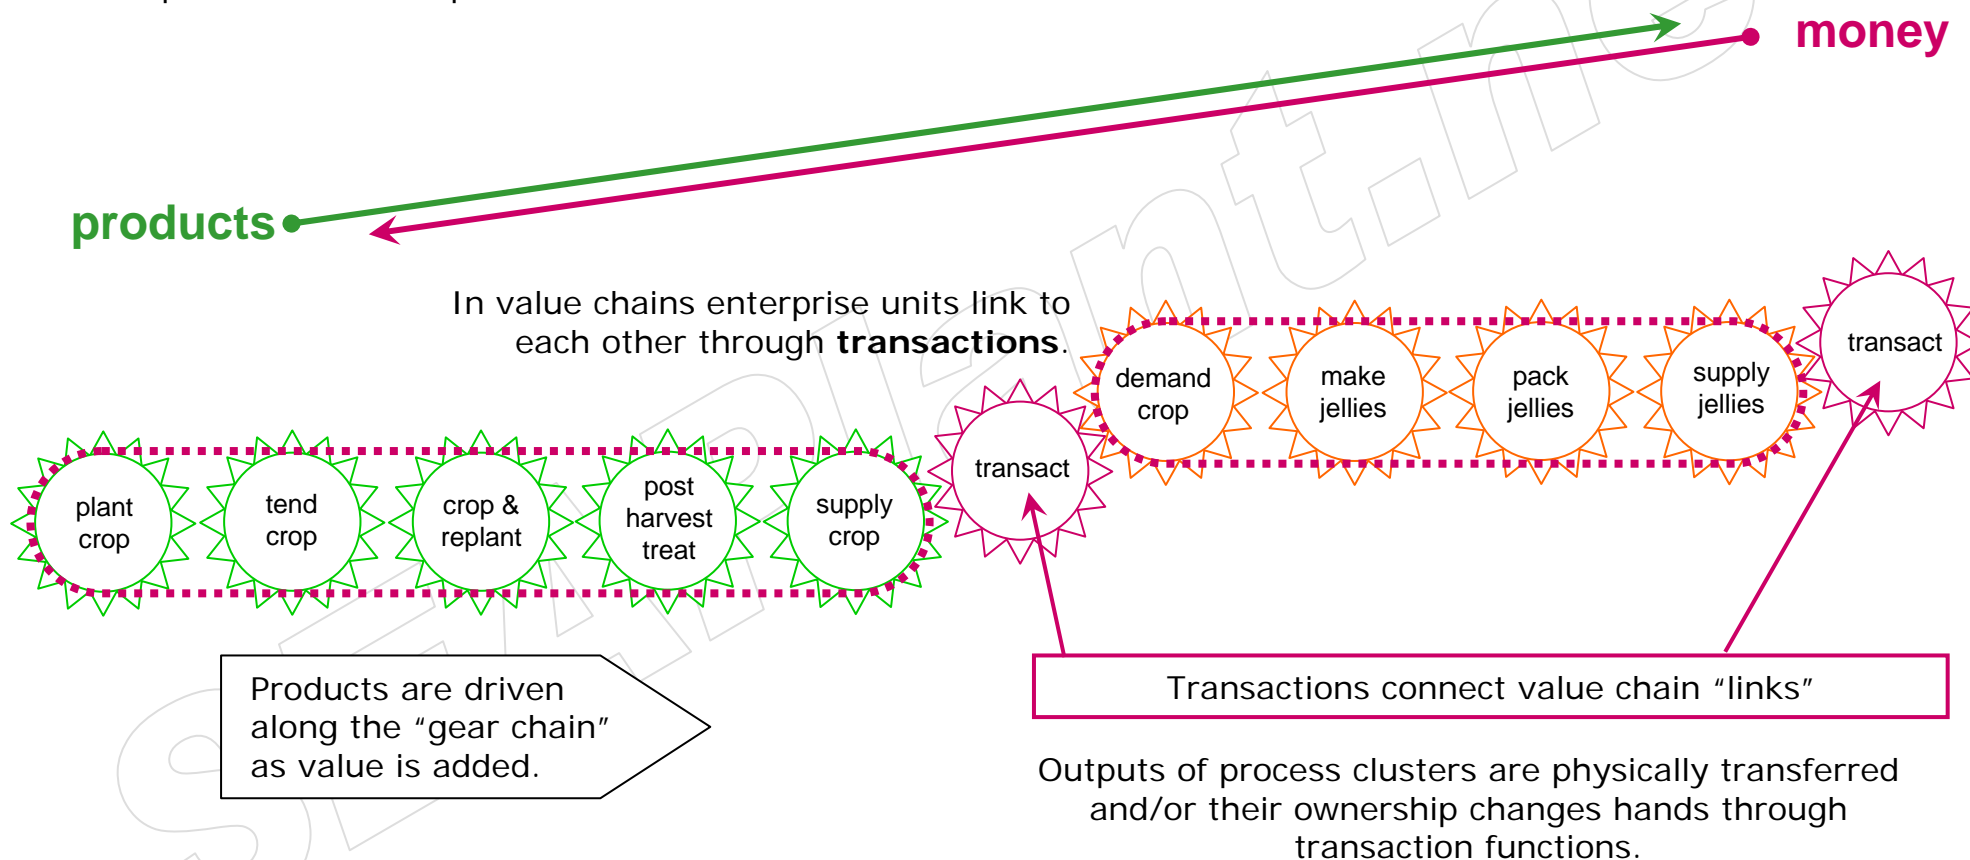 money
products
In value chains enterprise units link to
each other through transactions.
transact
demand
crop
make
jellies
pack
jellies
supply
jellies
transact
plant
crop
tend
crop
crop &
replant
post
harvest
treat
supply
crop
Products are driven
along the “gear chain”
as value is added.
Transactions connect value chain “links”
Outputs of process clusters are physically transferred
and/or their ownership changes hands through
transaction functions.
SEAPlant.ne